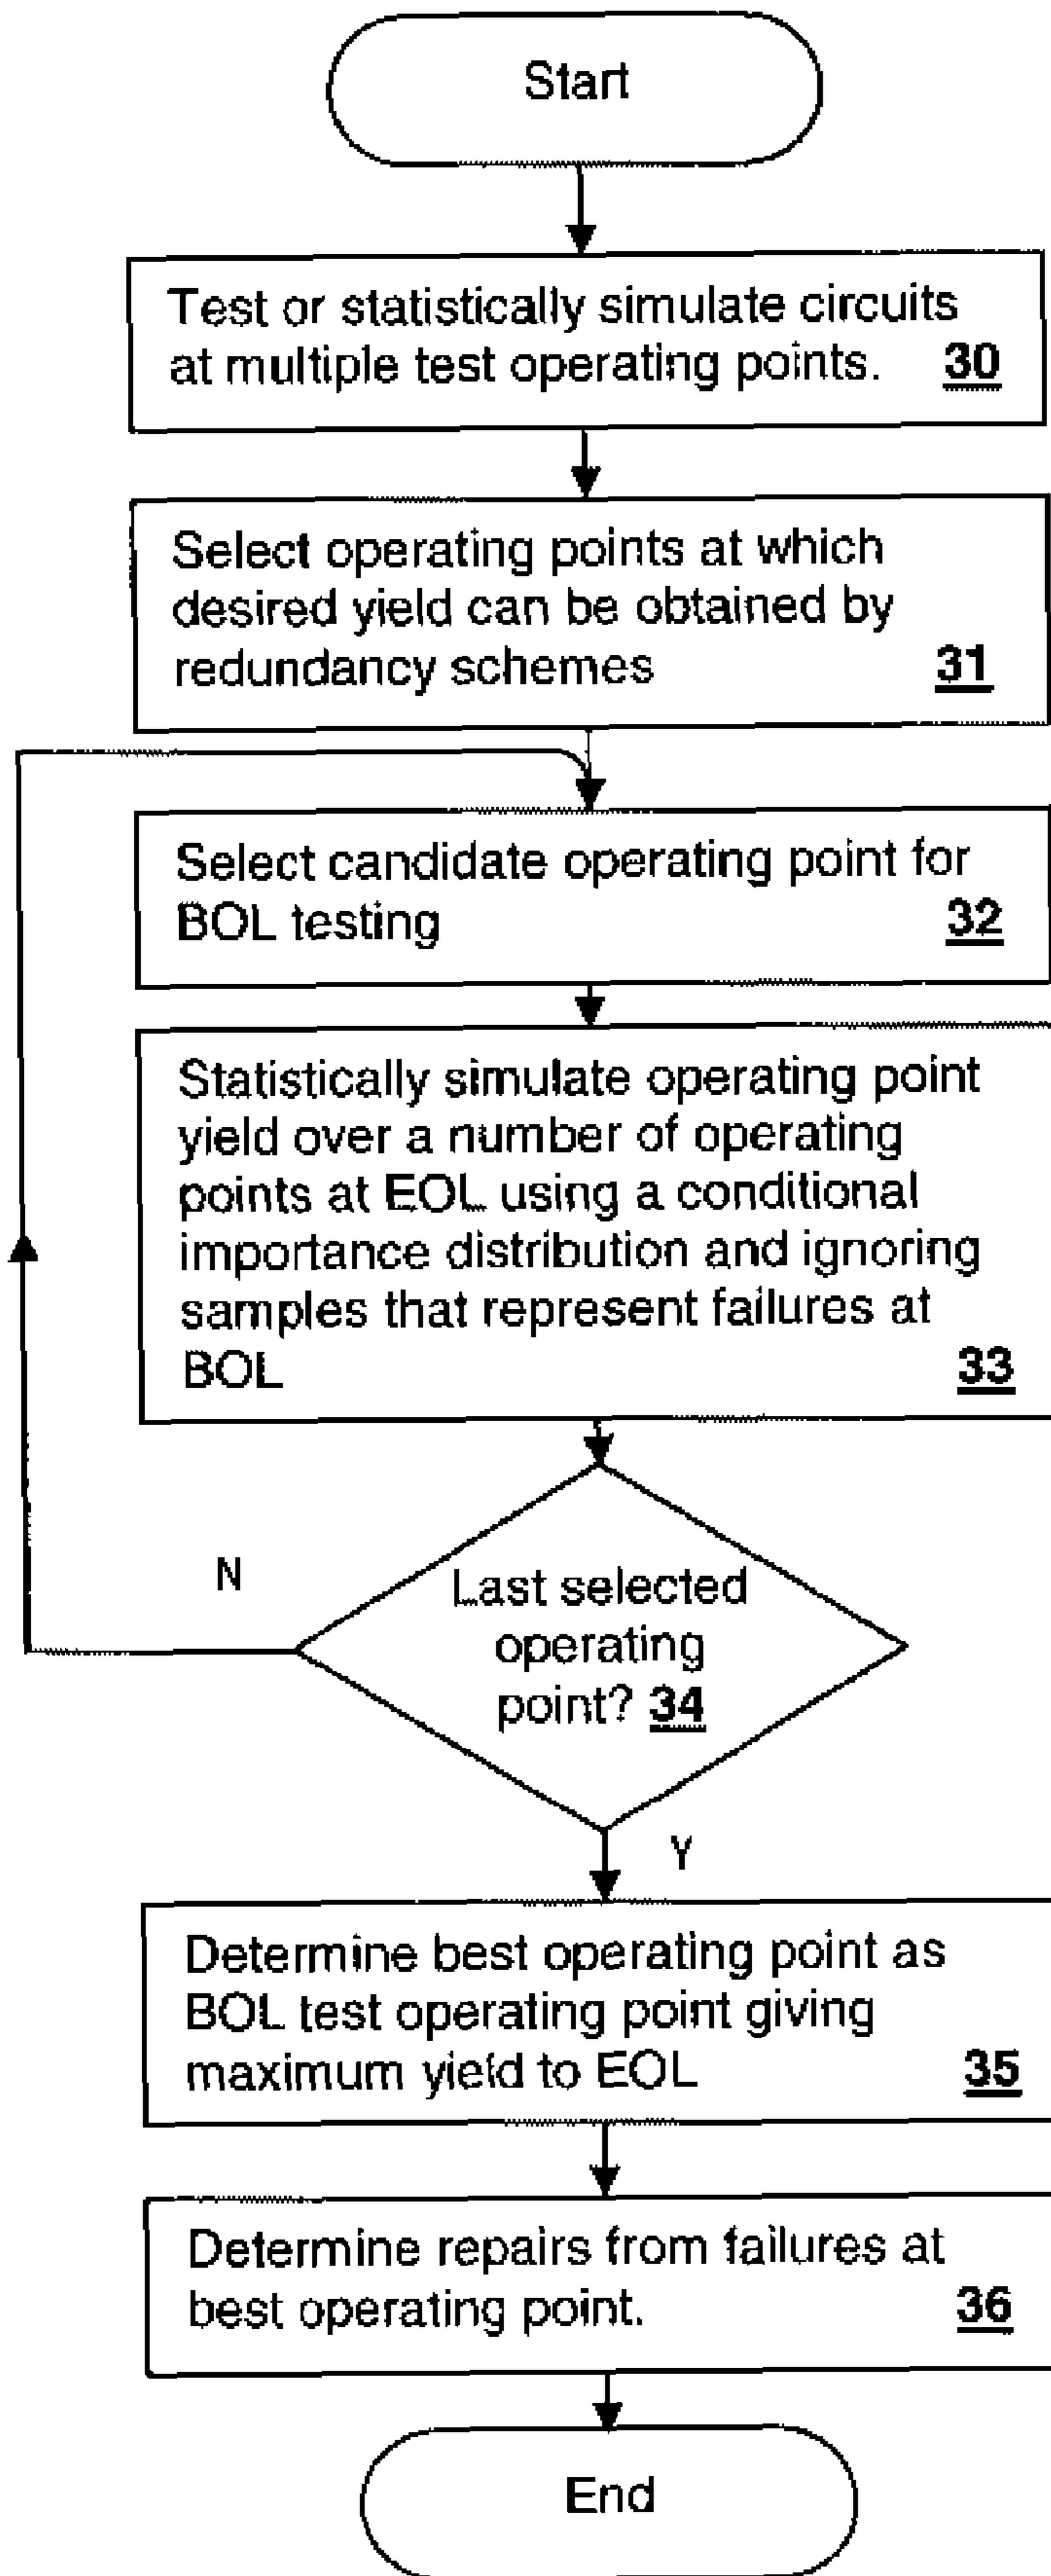 Start
Test or statistically simulate circuits
at multiple test operating points. 30
Select operating points at which
desired yield can be obtained by
redundancy schemes 31
Select candidate operating point for
BOL testing 32
Statistically simulate operating point
yield over a number of operating
points at EOL using a conditional
importance distribution and ignoring
samples that represent failures at
BOL 33
N
Last selected
operating
point? 34
Y
Determine best operating point as
BOL test operating point giving
maximum yield to EOL 35
Determine repairs from failures at
best operating point. 36
End